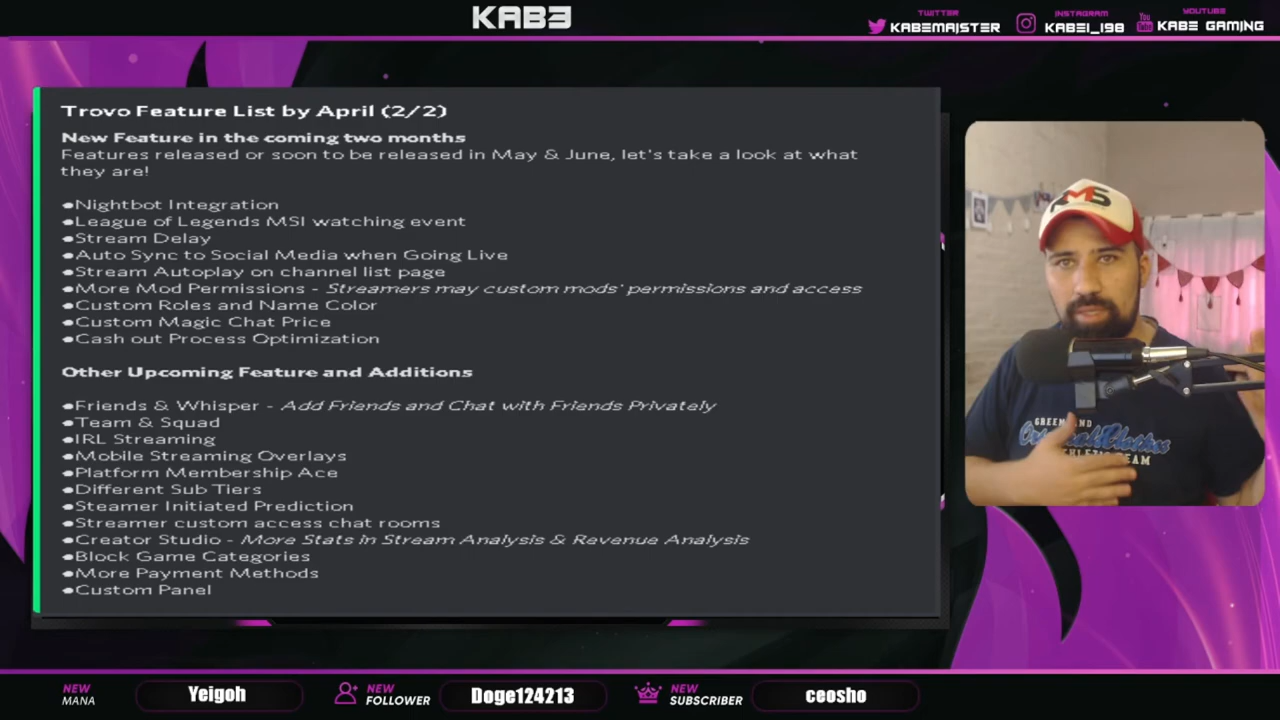 KAB3
TWITTER
KABEMAJSTER
INSTAGRAM
KABE1_198
YOUTUBE
KABE GAMING
Trovo Feature List by April (2/2)
New Feature in the coming two months
Features released or soon to be released in May & June, let's take a look at what
they are!
●Nightbot Integration
●League of Legends MSI watching event
●Stream Delay
●Auto Sync to Social Media when Going Live
●Stream Autoplay on channel list page
●More Mod Permissions - Streamers may custom mods' permissions and access
●Custom Roles and Name Color
●Custom Magic Chat Price
●Cash out Process Optimization
Other Upcoming Feature and Additions
●Friends & Whisper - Add Friends and Chat with Friends Privately
●Team & Squad
●IRL Streaming
●Mobile Streaming Overlays
●Platform Membership Ace
●Different Sub Tiers
●Steamer Initiated Prediction
●Streamer custom access chat rooms
●Creator Studio - More Stats in Stream Analysis & Revenue Analysis
●Block Game Categories
●More Payment Methods
●Custom Panel
NEW
MANA
Yeigoh
NEW
FOLLOWER
Doge124213
NEW
SUBSCRIBER
ceosho